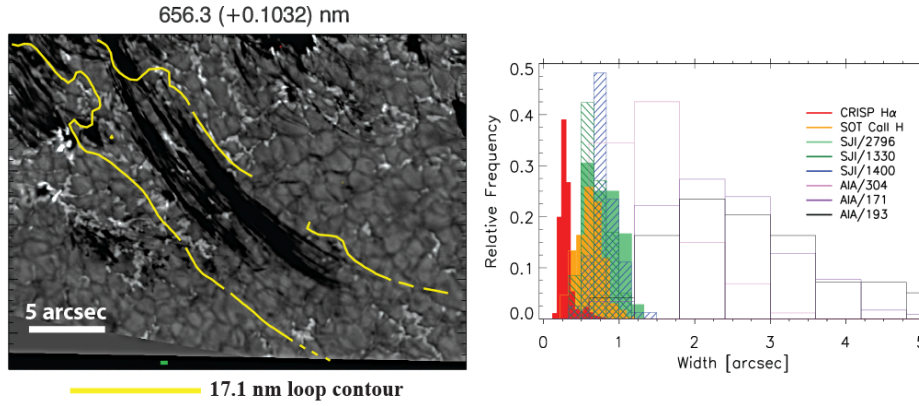 656.3 (+0.1032) nm
5 arcsec
17.1 nm loop contour
0.5
0.4
0.3
0.2
0.1
0.0
Relative Frequency
0
1
2
3
4
5
Width [arcsec]
CRISP Hα
SOT CaII H
SJI/2796
SJI/1330
SJI/1400
AIA/304
AIA/171
AIA/193